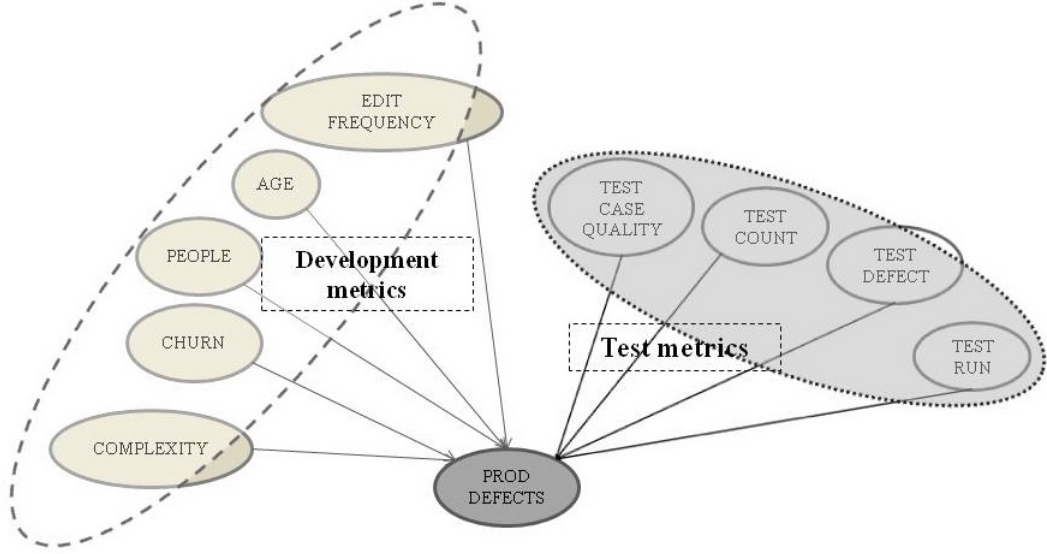 EDIT
FREQUENCY
AGE
PEOPLE
CHURN
COMPLEXITY
Development
metrics
TEST
CASE
QUALITY
TEST
COUNT
TEST
DEFECT
TEST
RUN
Test metrics
PROD
DEFECTS